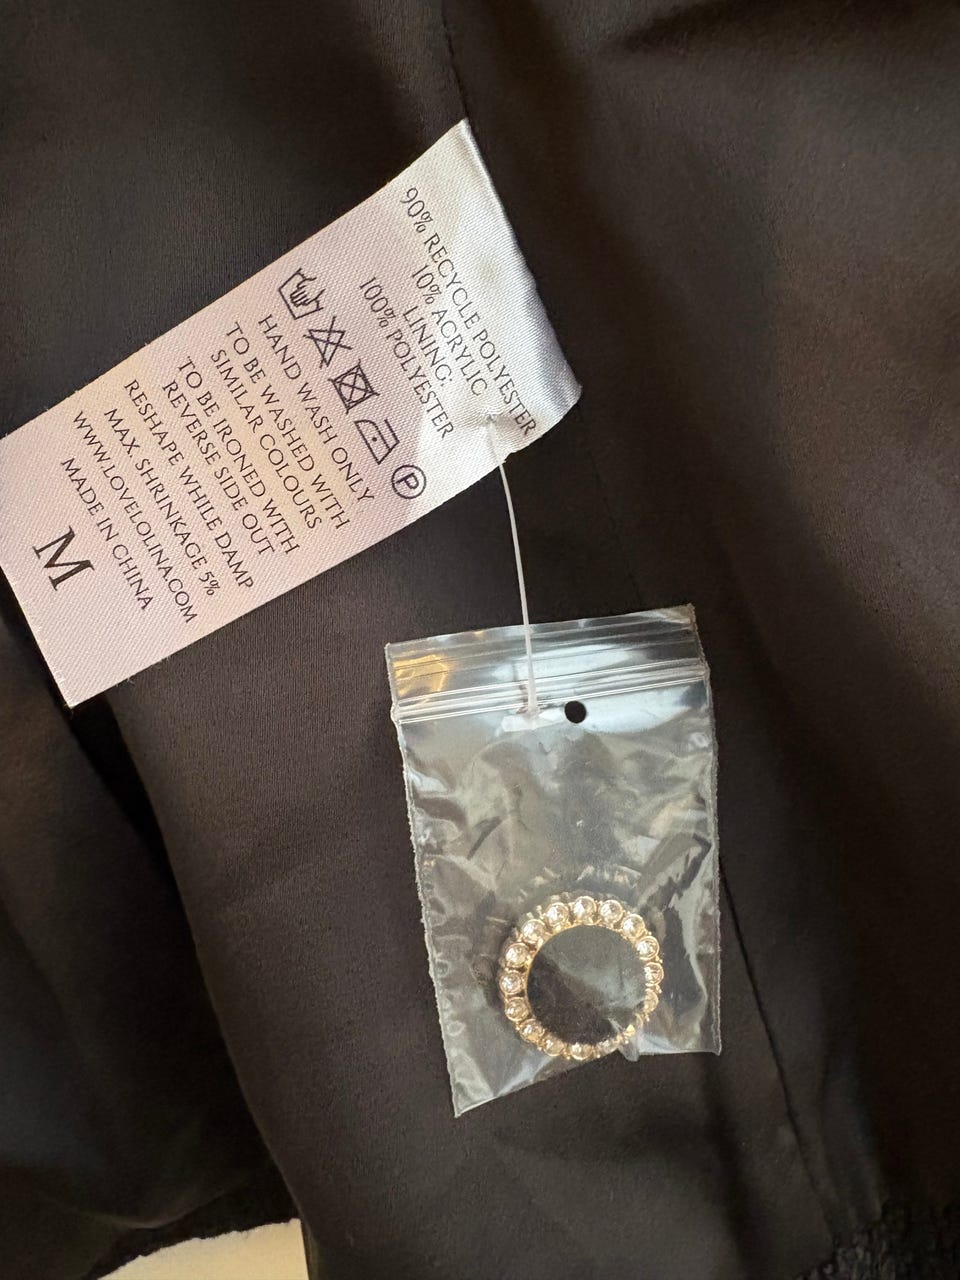 90% RECYCLE POLYESTER
10% ACRYLIC
LINING:
100% POLYESTER
P
HAND WASH ONLY
TO BE WASHED WITH
SIMILAR COLOURS
TO BE IRONED WITH
REVERSE SIDE OUT
RESHAPE WHILE DAMP
MAX. SHRINKAGE 5%
WWW.LOVELOLINA.COM
MADE IN CHINA
M